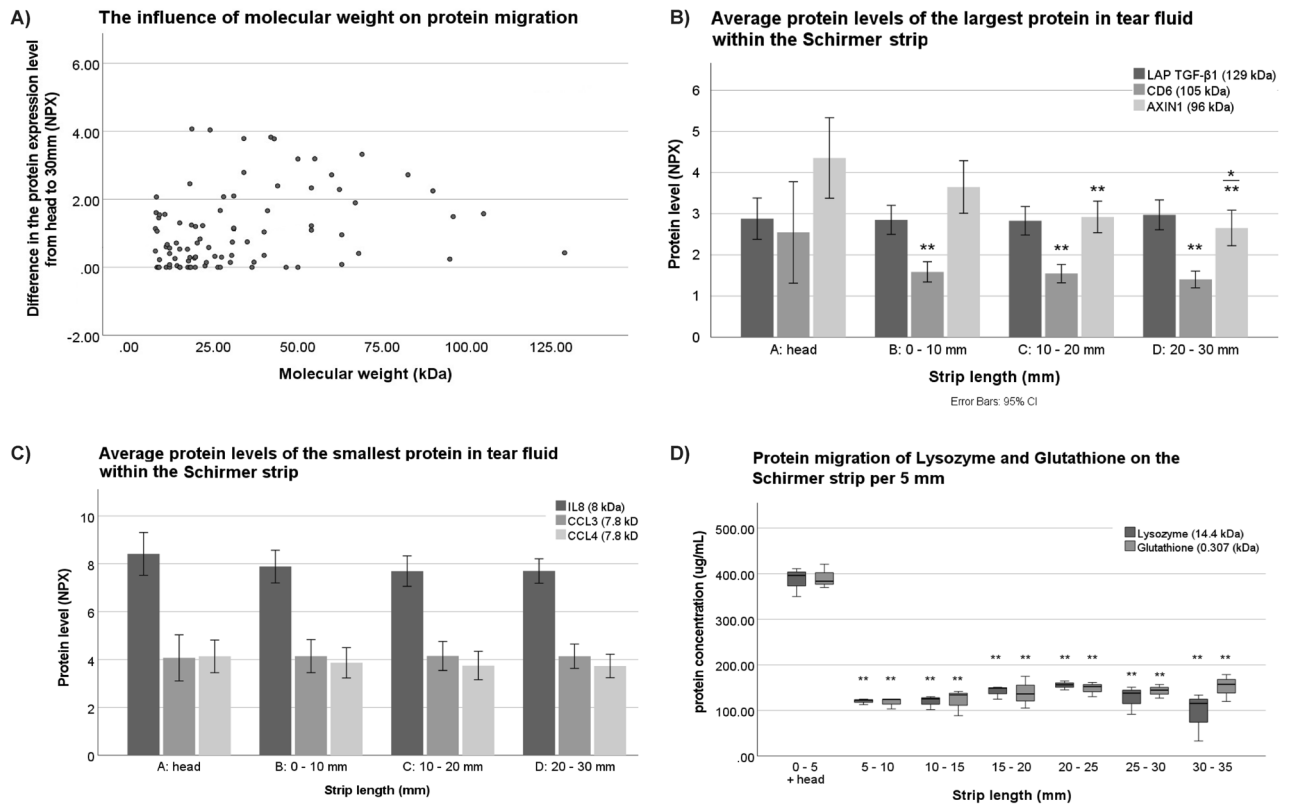 A)
The influence of molecular weight on protein migration
Difference in the protein expression level
from head to 30mm (NPX)
6.00
4.00
2.00
.00
-2.00
.00
25.00
50.00
75.00
100.00
125.00
Molecular weight (kDa)
B)
Average protein levels of the largest protein in tear fluid
within the Schirmer strip
LAP TGF-β1 (129 kDa)
CD6 (105 kDa)
AXIN1 (96 kDa)
Protein level (NPX)
6
5
4
3
2
1
0
**
**
**
**
*
**
A: head
B: 0 - 10 mm
C: 10 - 20 mm
D: 20 - 30 mm
Strip length (mm)
Error Bars: 95% CI
C)
Average protein levels of the smallest protein in tear fluid
within the Schirmer strip
IL8 (8 kDa)
CCL3 (7.8 kD
CCL4 (7.8 kD
Protein level (NPX)
10
8
6
4
2
0
A: head
B: 0 - 10 mm
C: 10 - 20 mm
D: 20 - 30 mm
Strip length (mm)
D)
Protein migration of Lysozyme and Glutathione on the
Schirmer strip per 5 mm
Lysozyme (14.4 kDa)
Glutathione (0.307 (kDa)
protein concentration (ug/mL)
500.00
400.00
300.00
200.00
100.00
.00
** ** ** ** ** ** ** ** ** ** ** **
0 - 5
+ head
5 - 10
10 - 15
15 - 20
20 - 25
25 - 30
30 - 35
Strip length (mm)